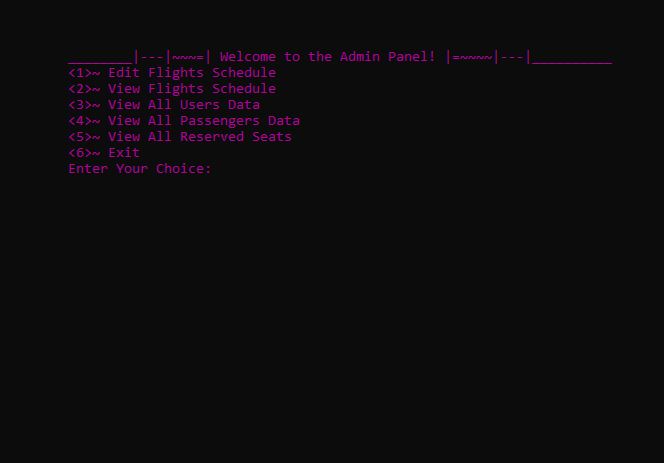 ________|---|~~~=| Welcome to the Admin Panel! |=~~~~|---|__________
<1>~ Edit Flights Schedule
<2>~ View Flights Schedule
<3>~ View All Users Data
<4>~ View All Passengers Data
<5>~ View All Reserved Seats
<6>~ Exit
Enter Your Choice: